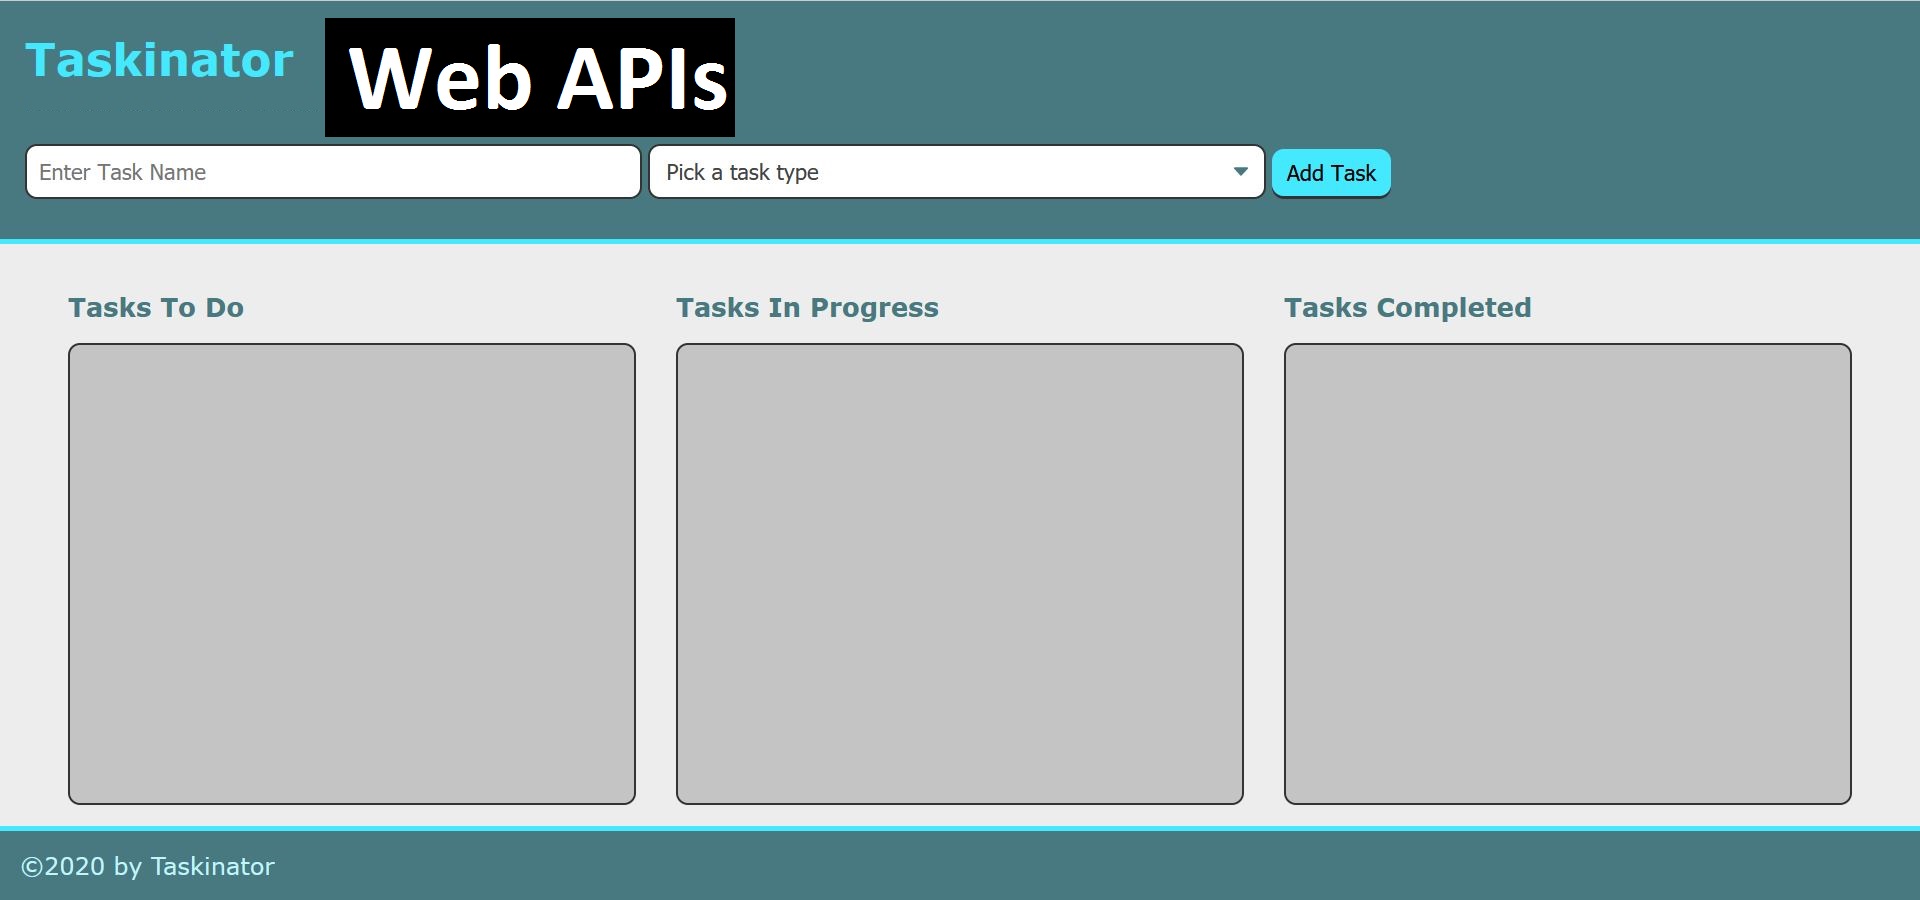 Taskinator
Web APIs
Enter Task Name
Pick a task type
Add Task
Tasks To Do
Tasks In Progress
Tasks Completed
©2020 by Taskinator